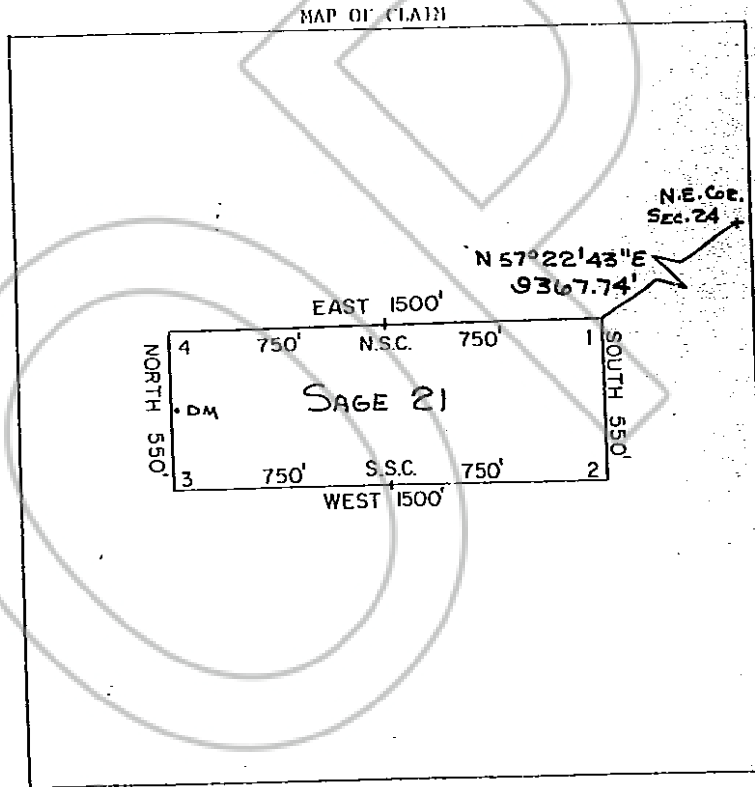 MAP OF CLAIM
N.E. COR.
SEC. 24
N 57°22'43"E
9367.74'
EAST 1500'
4 750' N.S.C. 750' 1
NORTH 550'
• DM
SAGE 21
SOUTH 550'
3 750' S.S.C. 750' 2
WEST 1500'